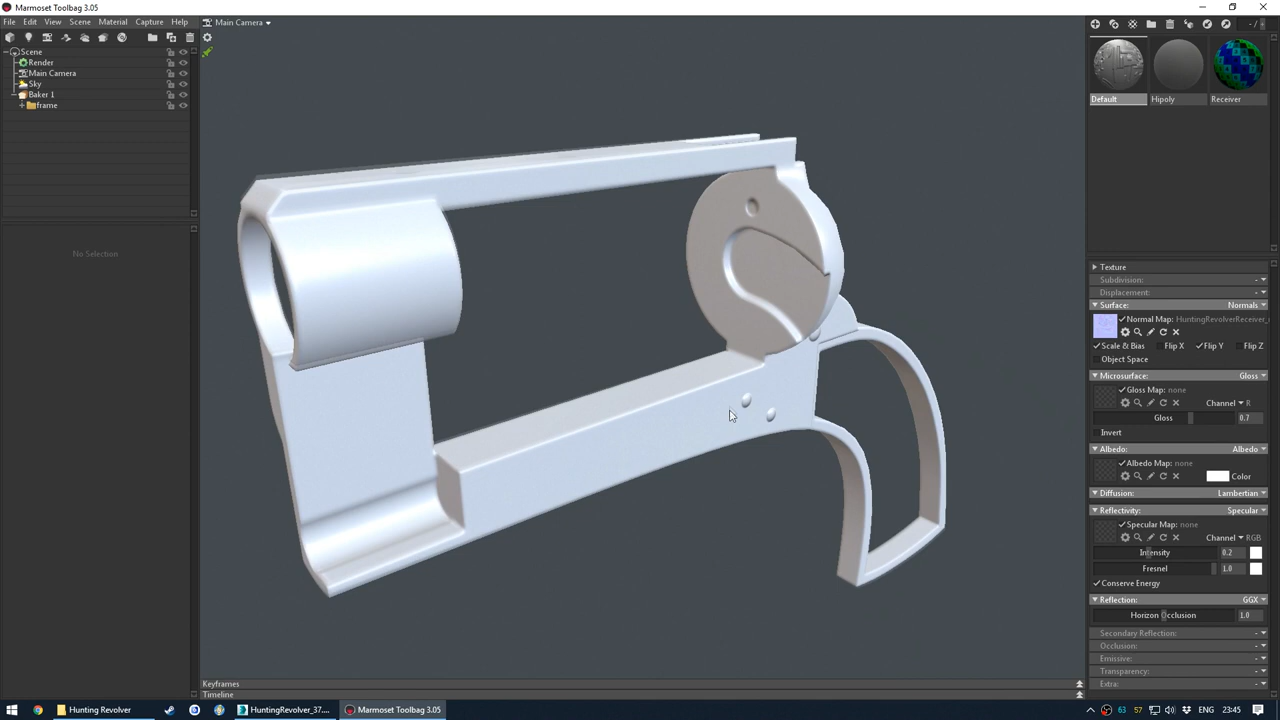 Marmoset Toolbag 3.05
File Edit View Scene Material Capture Help
Main Camera
Scene
Render
Main Camera
Sky
Baker 1
frame
No Selection
Keyframes
Timeline
Default Hipoly Receiver
Texture
Subdivision:
Displacement:
Surface: Normals
Normal Map: HuntingRevolverReceiver_
Scale & Bias Flip X Flip Y Flip Z
Object Space
Microsurface: Gloss
Gloss Map: none
Channel R
Gloss 0.7
Invert
Albedo: Albedo
Albedo Map: none
Color
Diffusion: Lambertian
Reflectivity: Specular
Specular Map: none
Channel RGB
Intensity 0.2
Fresnel 1.0
Conserve Energy
Reflection: GGX
Horizon Occlusion 1.0
Secondary Reflection:
Occlusion:
Emissive:
Transparency:
Extra:
Hunting Revolver HuntingRevolver_37.... Marmoset Toolbag 3.05 63 57 ENG 23:45